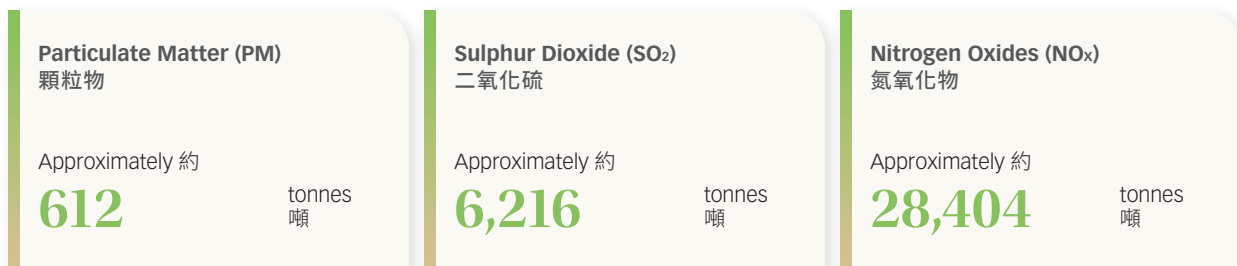 Particulate Matter (PM)
顆粒物
Approximately 約
612 tonnes
噸
Sulphur Dioxide (SO₂)
二氧化硫
Approximately 約
6,216 tonnes
噸
Nitrogen Oxides (NOx)
氮氧化物
Approximately 約
28,404 tonnes
噸